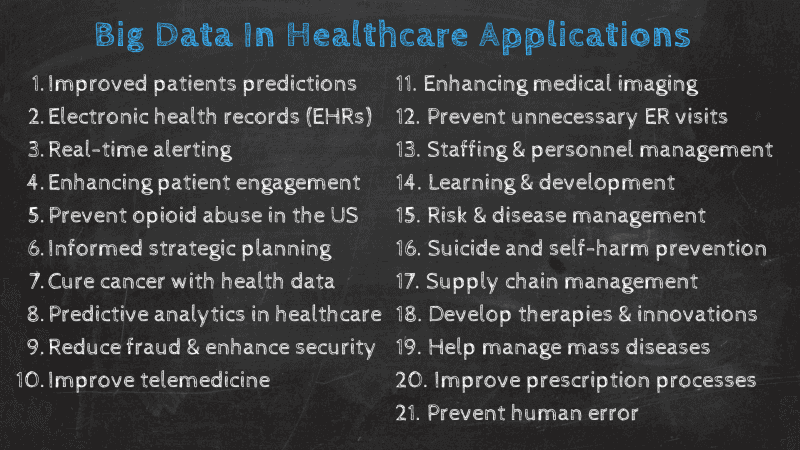 Big Data In Healthcare Applications
1. Improved patients predictions
2. Electronic health records (EHRs)
3. Real-time alerting
4. Enhancing patient engagement
5. Prevent opioid abuse in the US
6. Informed strategic planning
7. Cure cancer with health data
8. Predictive analytics in healthcare
9. Reduce fraud & enhance security
10. Improve telemedicine
11. Enhancing medical imaging
12. Prevent unnecessary ER visits
13. Staffing & personnel management
14. Learning & development
15. Risk & disease management
16. Suicide and self-harm prevention
17. Supply chain management
18. Develop therapies & innovations
19. Help manage mass diseases
20. Improve prescription processes
21. Prevent human error